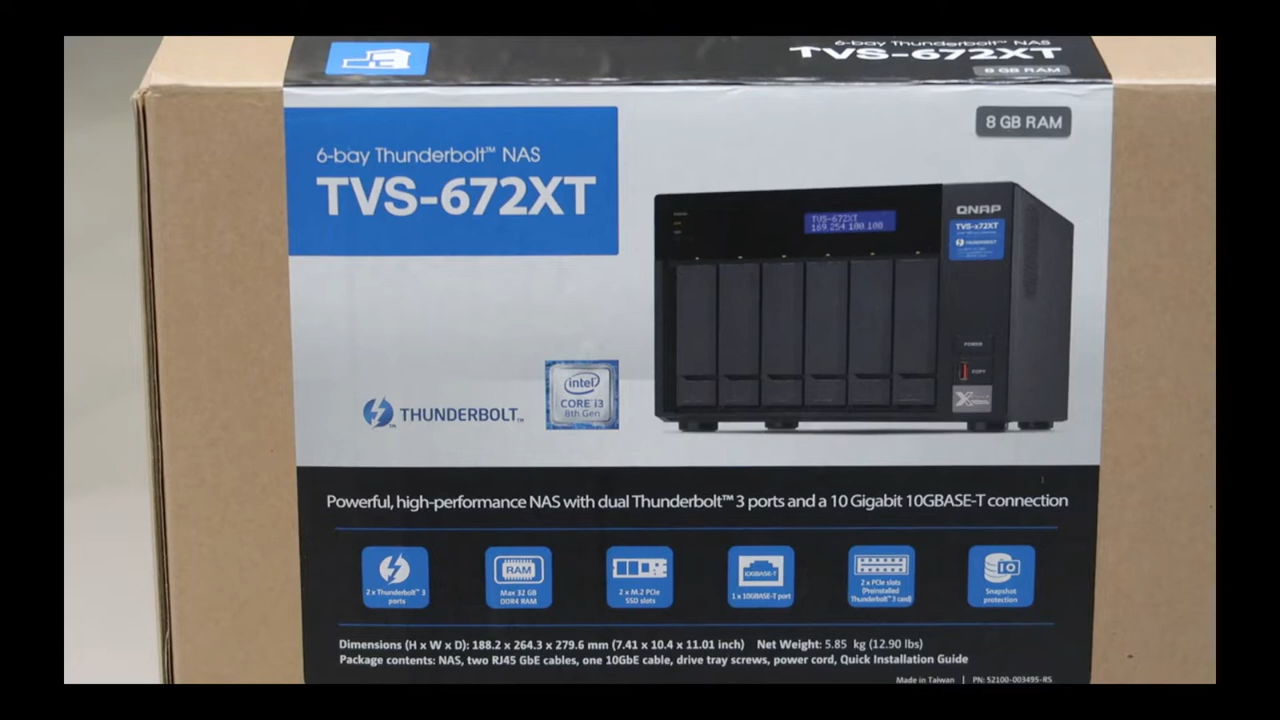 6-bay Thunderbolt™ NAS
TVS-672XT
8 GB RAM
8 GB RAM
6-bay Thunderbolt™ NAS
TVS-672XT
QNAP
TVS-672XT
169.254.100.100
TVS-x72XT
THUNDERBOLT
POWER
COPY
intel
CORE i3
8th Gen
THUNDERBOLT™
Powerful, high-performance NAS with dual Thunderbolt™ 3 ports and a 10 Gigabit 10GBASE-T connection
2 x Thunderbolt™ 3
ports
RAM
Max 32 GB
DDR4 RAM
2 x M.2 PCIe
SSD slots
10GBASE-T
1 x 10GBASE-T port
2 x PCIe slots
(Preinstalled
Thunderbolt™ 3 card)
Snapshot
protection
Dimensions (H x W x D): 188.2 x 264.3 x 279.6 mm (7.41 x 10.4 x 11.01 inch) Net Weight: 5.85 kg (12.90 lbs)
Package contents: NAS, two RJ45 GbE cables, one 10GbE cable, drive tray screws, power cord, Quick Installation Guide
Made in Taiwan | PN: 52100-003495-RS